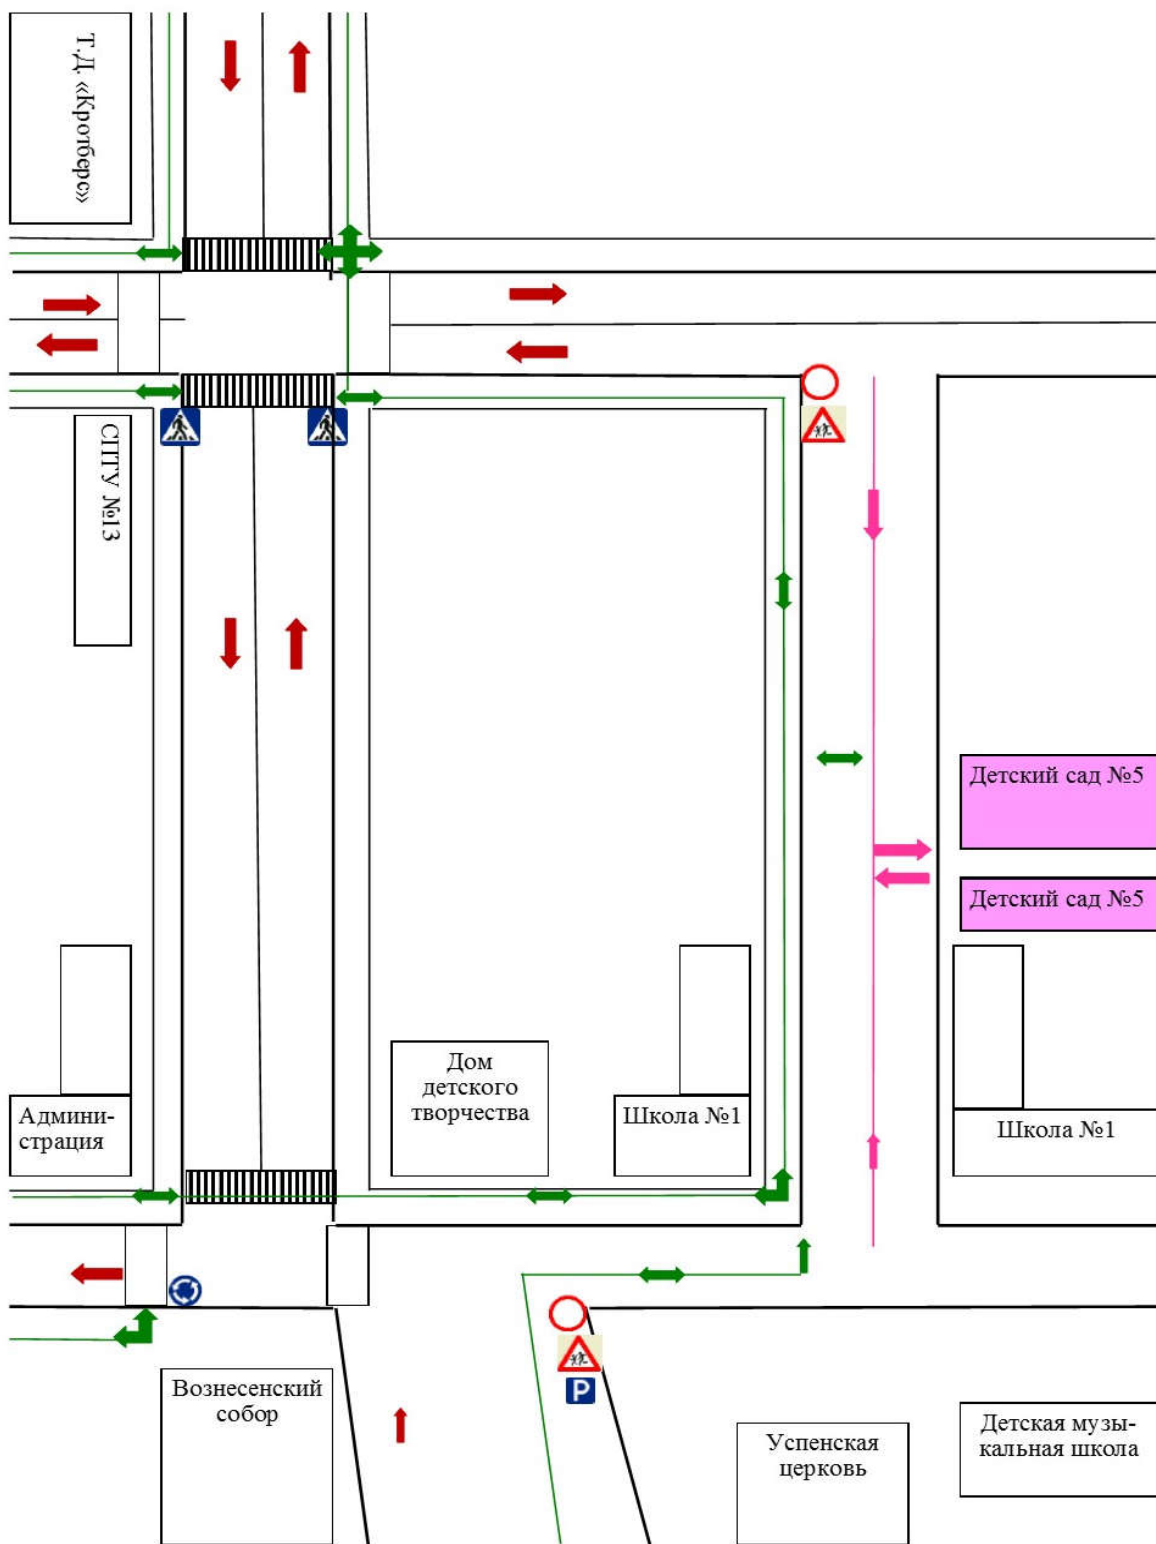 Т.Д. «Кротберс»
СПТУ №13
Детский сад №5
Детский сад №5
Дом
детского
творчества
Админи-
страция
Школа №1
Школа №1
P
Вознесенский
собор
Успенская
церковь
Детская музы-
кальная школа